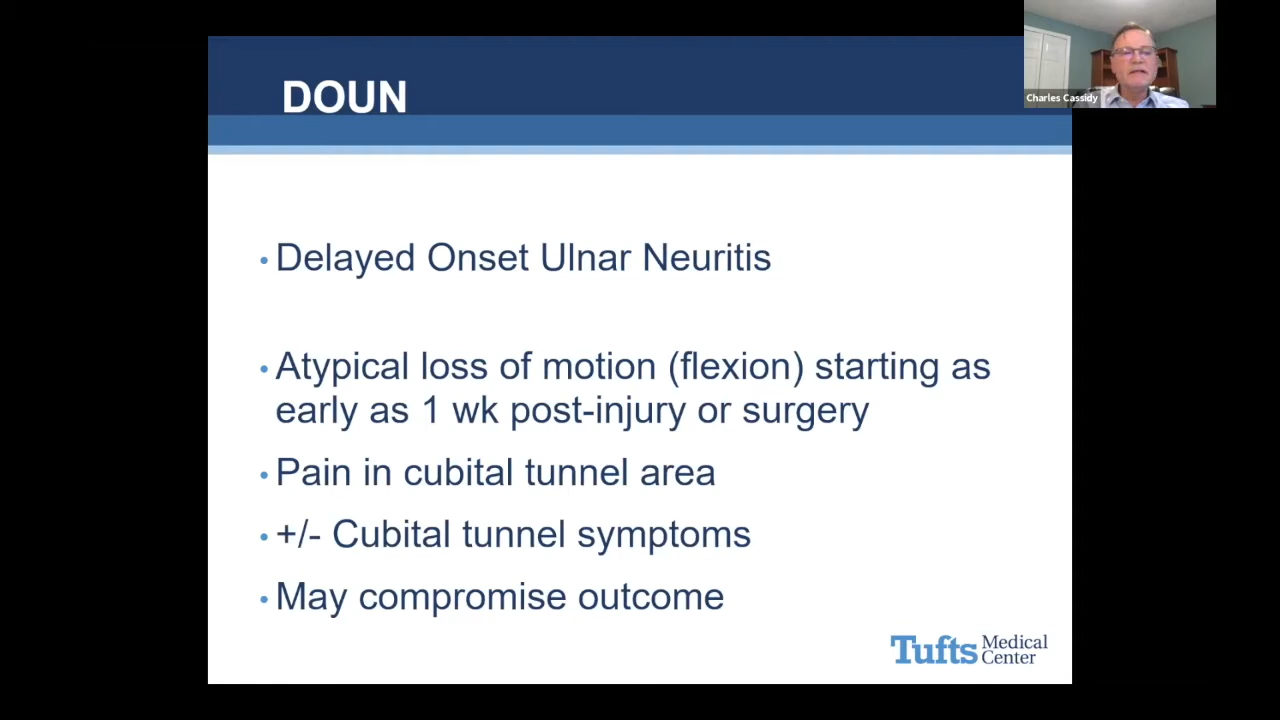 DOUN
Charles Cassidy
• Delayed Onset Ulnar Neuritis
• Atypical loss of motion (flexion) starting as
early as 1 wk post-injury or surgery
• Pain in cubital tunnel area
• +/- Cubital tunnel symptoms
• May compromise outcome
Tufts Medical
Center